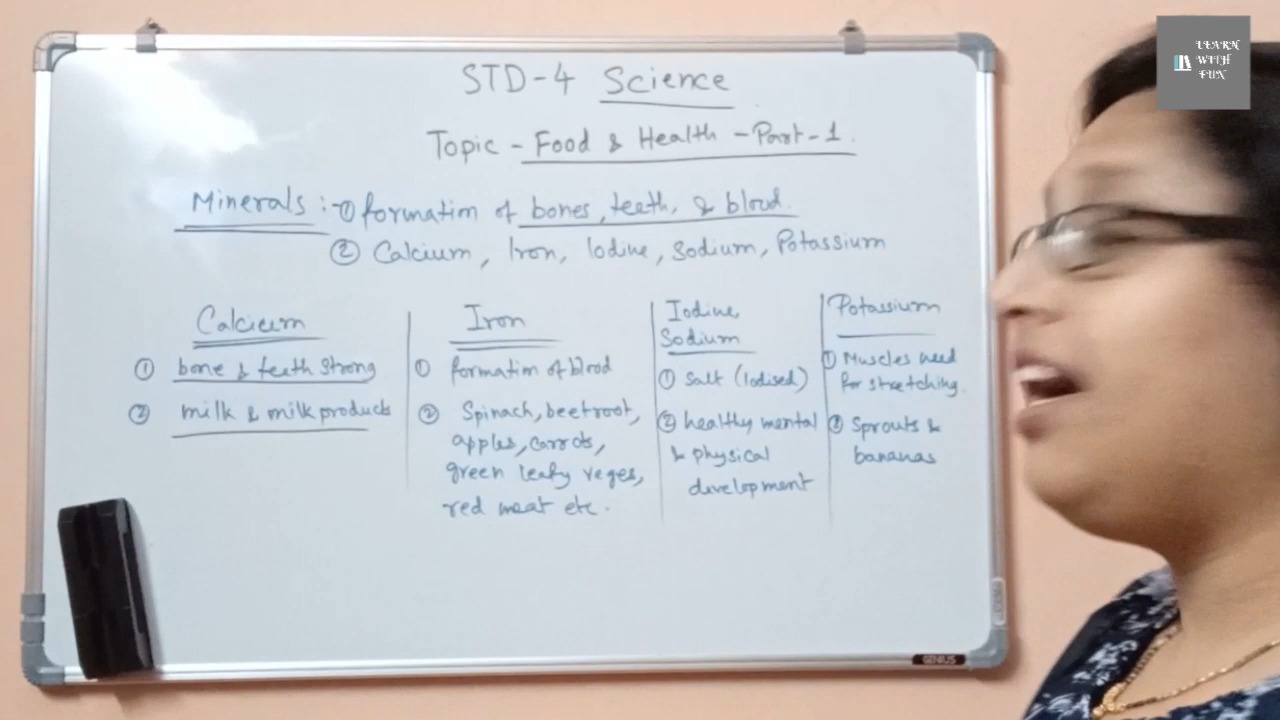 LEARN
WITH
FUN
STD-4 Science
Topic - Food & Health - Part-1.
Minerals :- ① formation of bones, teeth, & blood.
② Calcium, Iron, Iodine, Sodium, Potassium
Calcium
① bone & teeth strong
② milk & milk products
Iron
① formation of blood
② Spinach, beetroot,
apples, carrots,
green leafy veges,
red meat etc.
Iodine
Sodium
① Salt (Iodised)
② healthy mental
& physical
development
Potassium
① Muscles need
for stretching.
② Sprouts &
bananas
GENIUS